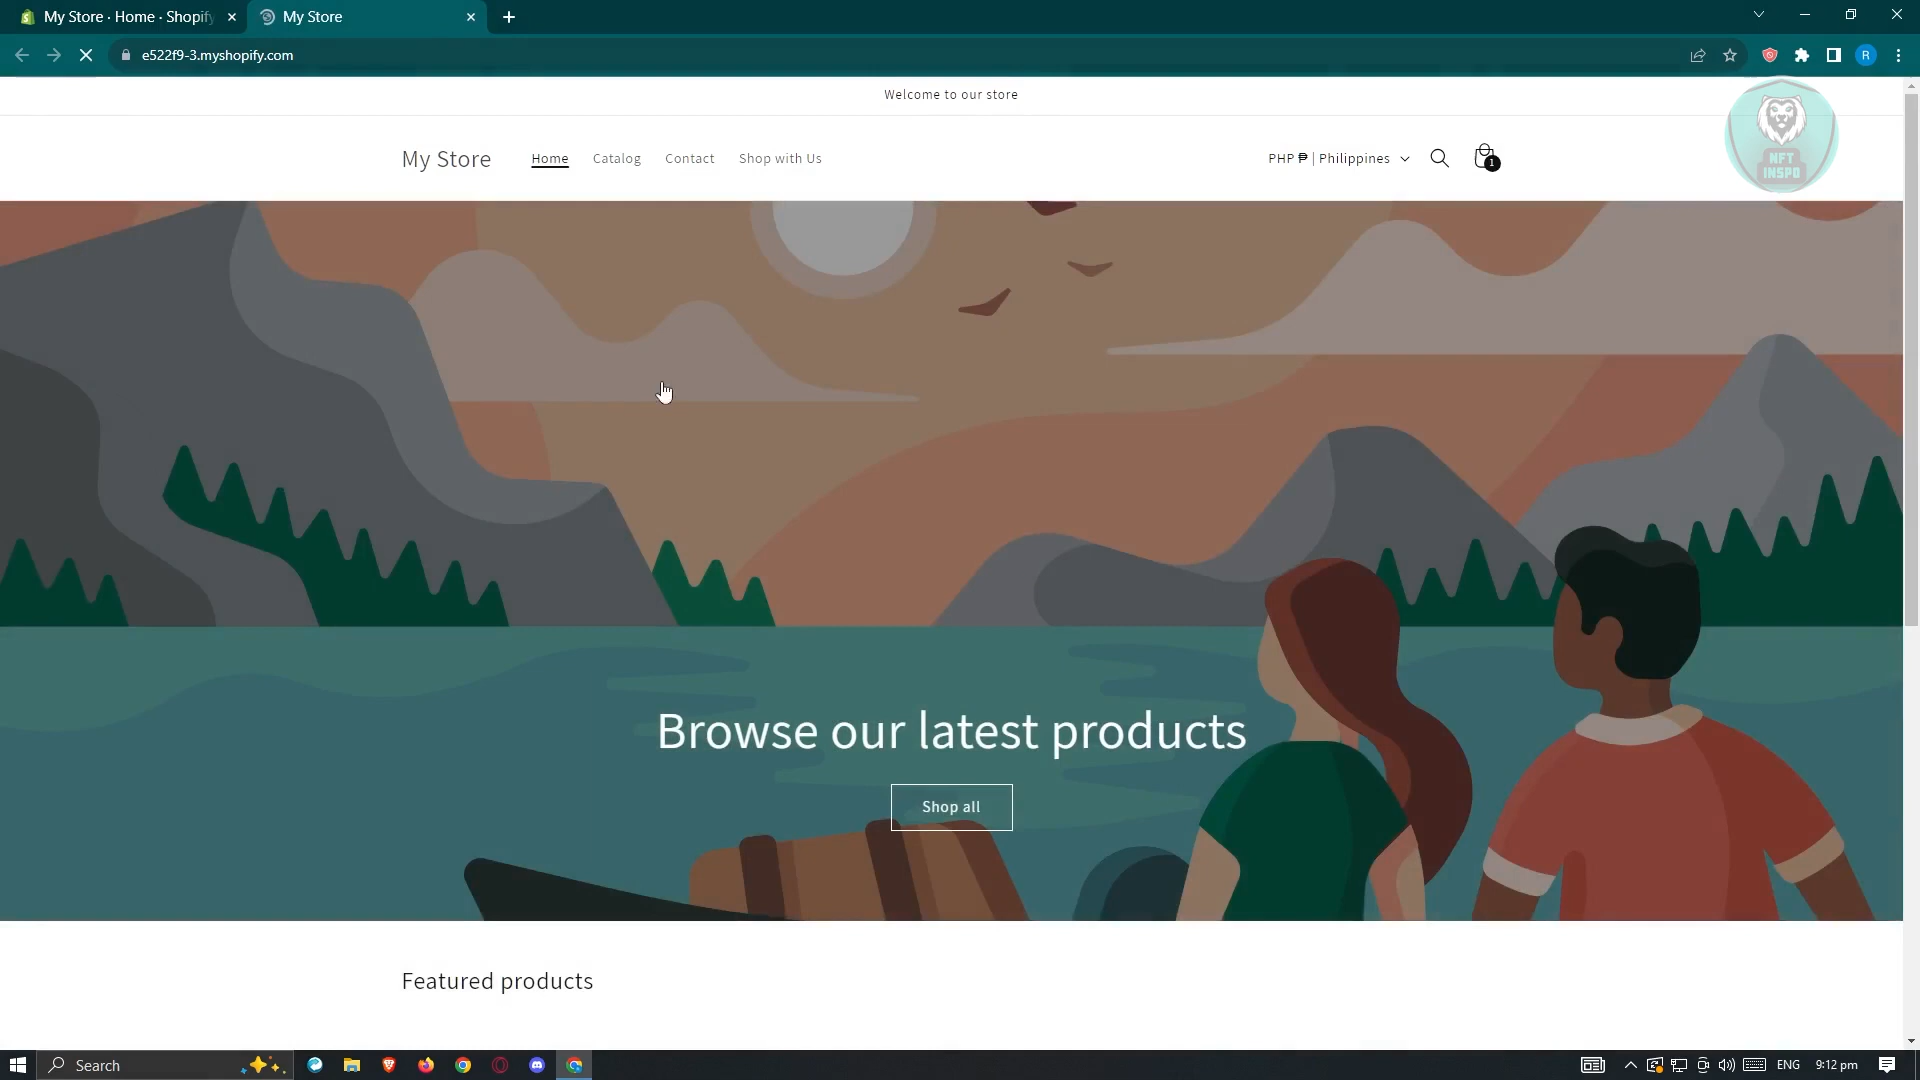 My Store · Home · Shopify
My Store
e522f9-3.myshopify.com
R
Welcome to our store
My Store
Home
Catalog
Contact
Shop with Us
PHP ₱ | Philippines
1
NFT
INSPO
Browse our latest products
Shop all
Featured products
Search
ENG
9:12 pm